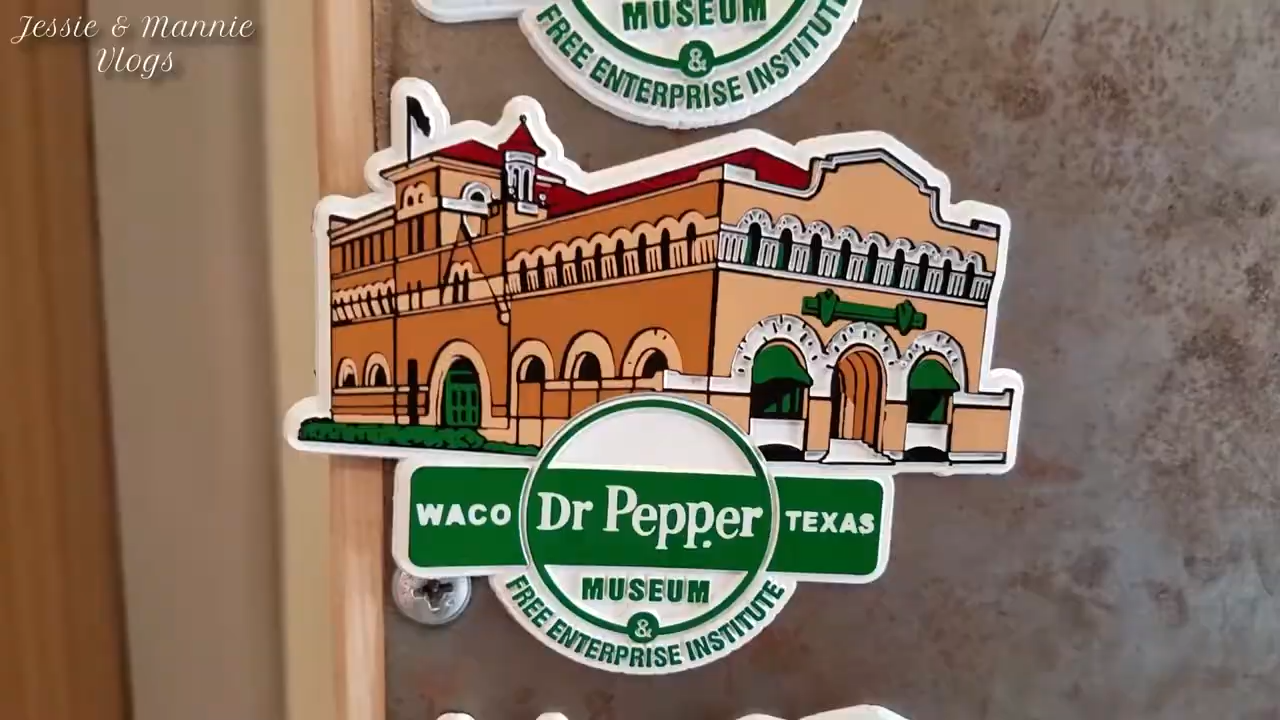 Jessie & Mannie
Vlogs
MUSEUM
&
FREE ENTERPRISE INSTITUTE
WACO Dr Pepper TEXAS
MUSEUM
&
FREE ENTERPRISE INSTITUTE